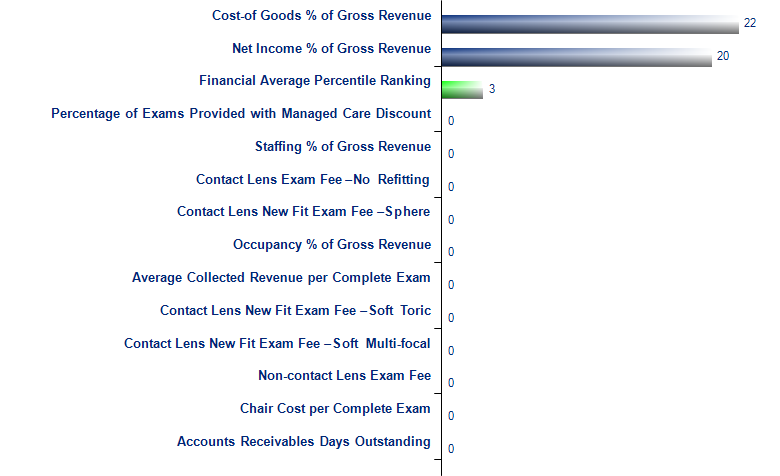 Cost-of Goods % of Gross Revenue 22
Net Income % of Gross Revenue 20
Financial Average Percentile Ranking 3
Percentage of Exams Provided with Managed Care Discount 0
Staffing % of Gross Revenue 0
Contact Lens Exam Fee –No Refitting 0
Contact Lens New Fit Exam Fee –Sphere 0
Occupancy % of Gross Revenue 0
Average Collected Revenue per Complete Exam 0
Contact Lens New Fit Exam Fee –Soft Toric 0
Contact Lens New Fit Exam Fee –Soft Multi-focal 0
Non-contact Lens Exam Fee 0
Chair Cost per Complete Exam 0
Accounts Receivables Days Outstanding 0